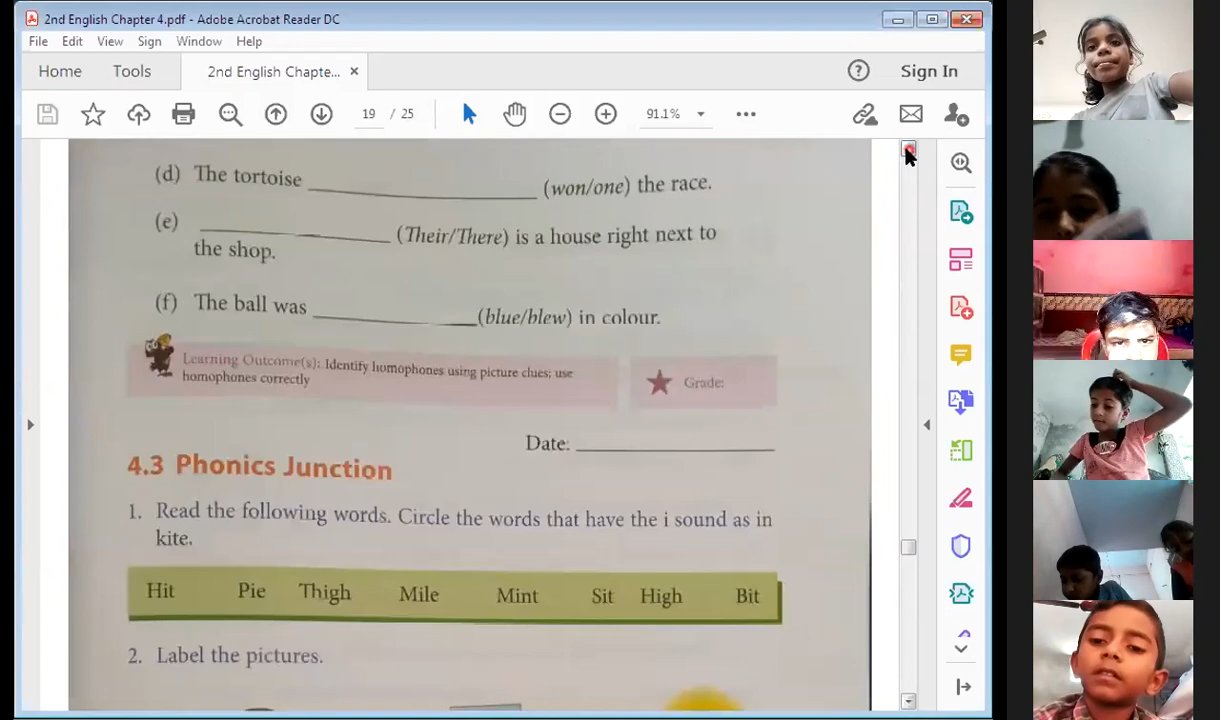 2nd English Chapter 4.pdf - Adobe Acrobat Reader DC
File Edit View Sign Window Help
Home Tools 2nd English Chapte... Sign In
19 / 25 91.1%
(d) The tortoise (won/one) the race.
(e) (Their/There) is a house right next to
the shop.
(f) The ball was (blue/blew) in colour.
Learning Outcome(s): Identify homophones using picture clues; use
homophones correctly
Grade:
Date:
4.3 Phonics Junction
1. Read the following words. Circle the words that have the i sound as in
kite.
Hit Pie Thigh Mile Mint Sit High Bit
2. Label the pictures.